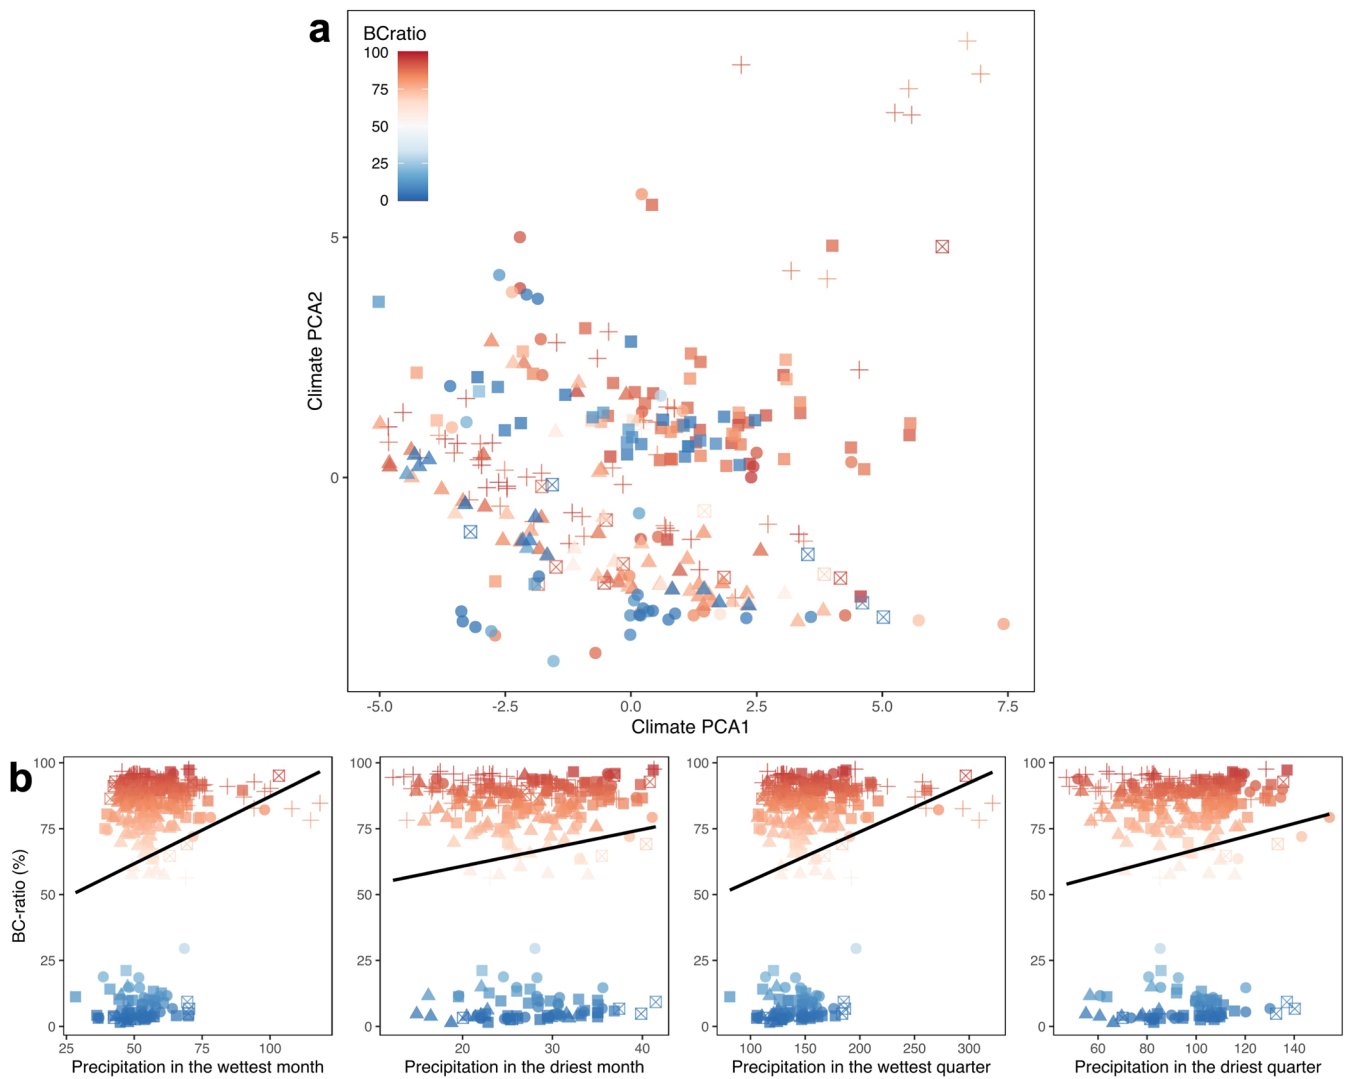 a
BCratio
100
75
50
25
0
Climate PCA2
5
0
-5.0 -2.5 0.0 2.5 5.0 7.5
Climate PCA1
b
BC-ratio (%)
100
75
50
25
0
25 50 75 100
Precipitation in the wettest month
100
75
50
25
0
20 30 40
Precipitation in the driest month
100
75
50
25
0
100 150 200 250 300
Precipitation in the wettest quarter
100
75
50
25
0
60 80 100 120 140
Precipitation in the driest quarter